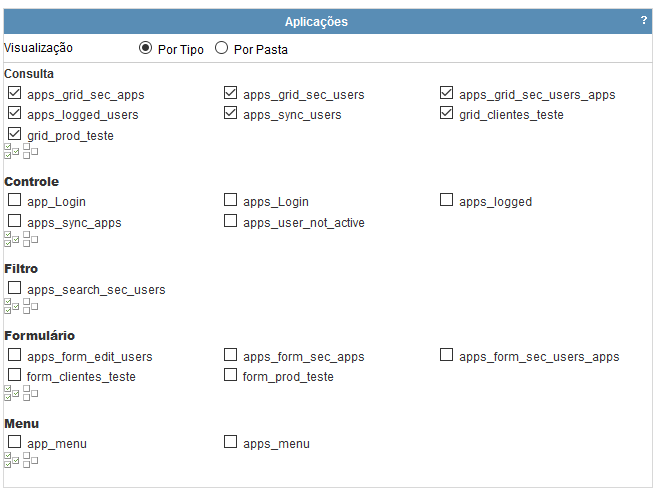 Aplicações ?
Visualização Por Tipo Por Pasta
Consulta
apps_grid_sec_apps apps_grid_sec_users apps_grid_sec_users_apps
apps_logged_users apps_sync_users grid_clientes_teste
grid_prod_teste
Controle
app_Login apps_Login apps_logged
apps_sync_apps apps_user_not_active
Filtro
apps_search_sec_users
Formulário
apps_form_edit_users apps_form_sec_apps apps_form_sec_users_apps
form_clientes_teste form_prod_teste
Menu
app_menu apps_menu